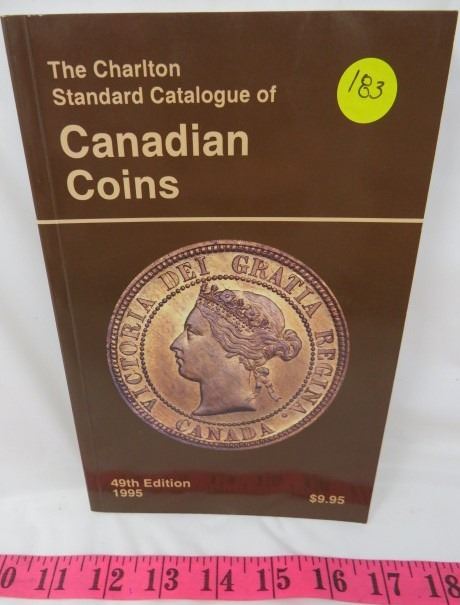 The Charlton
Standard Catalogue of
Canadian
Coins
183
VICTORIA DEI GRATIA REGINA.
CANADA
49th Edition
1995
$9.95
0 11 12 13 14 15 16 17 18